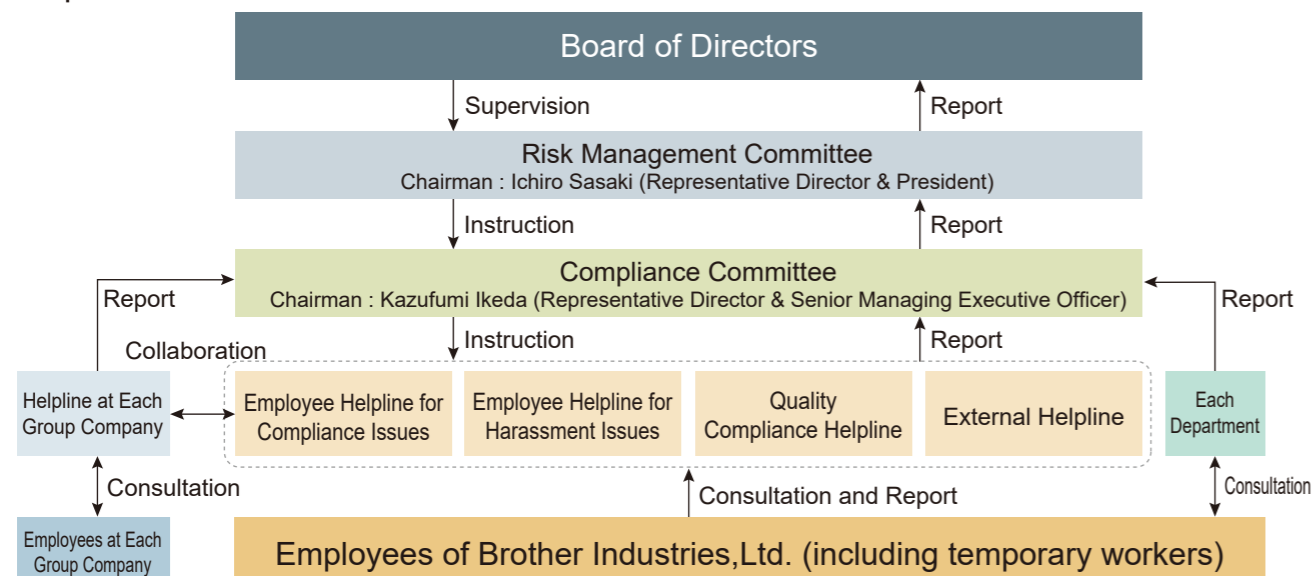 Board of Directors
Supervision
Report
Risk Management Committee
Chairman : Ichiro Sasaki (Representative Director & President)
Instruction
Report
Compliance Committee
Chairman : Kazufumi Ikeda (Representative Director & Senior Managing Executive Officer)
Report
Report
Instruction
Report
Collaboration
Helpline at Each
Group Company
Employee Helpline for
Compliance Issues
Employee Helpline for
Harassment Issues
Quality
Compliance Helpline
External Helpline
Each
Department
Consultation
Consultation and Report
Consultation
Employees at Each
Group Company
Employees of Brother Industries,Ltd. (including temporary workers)